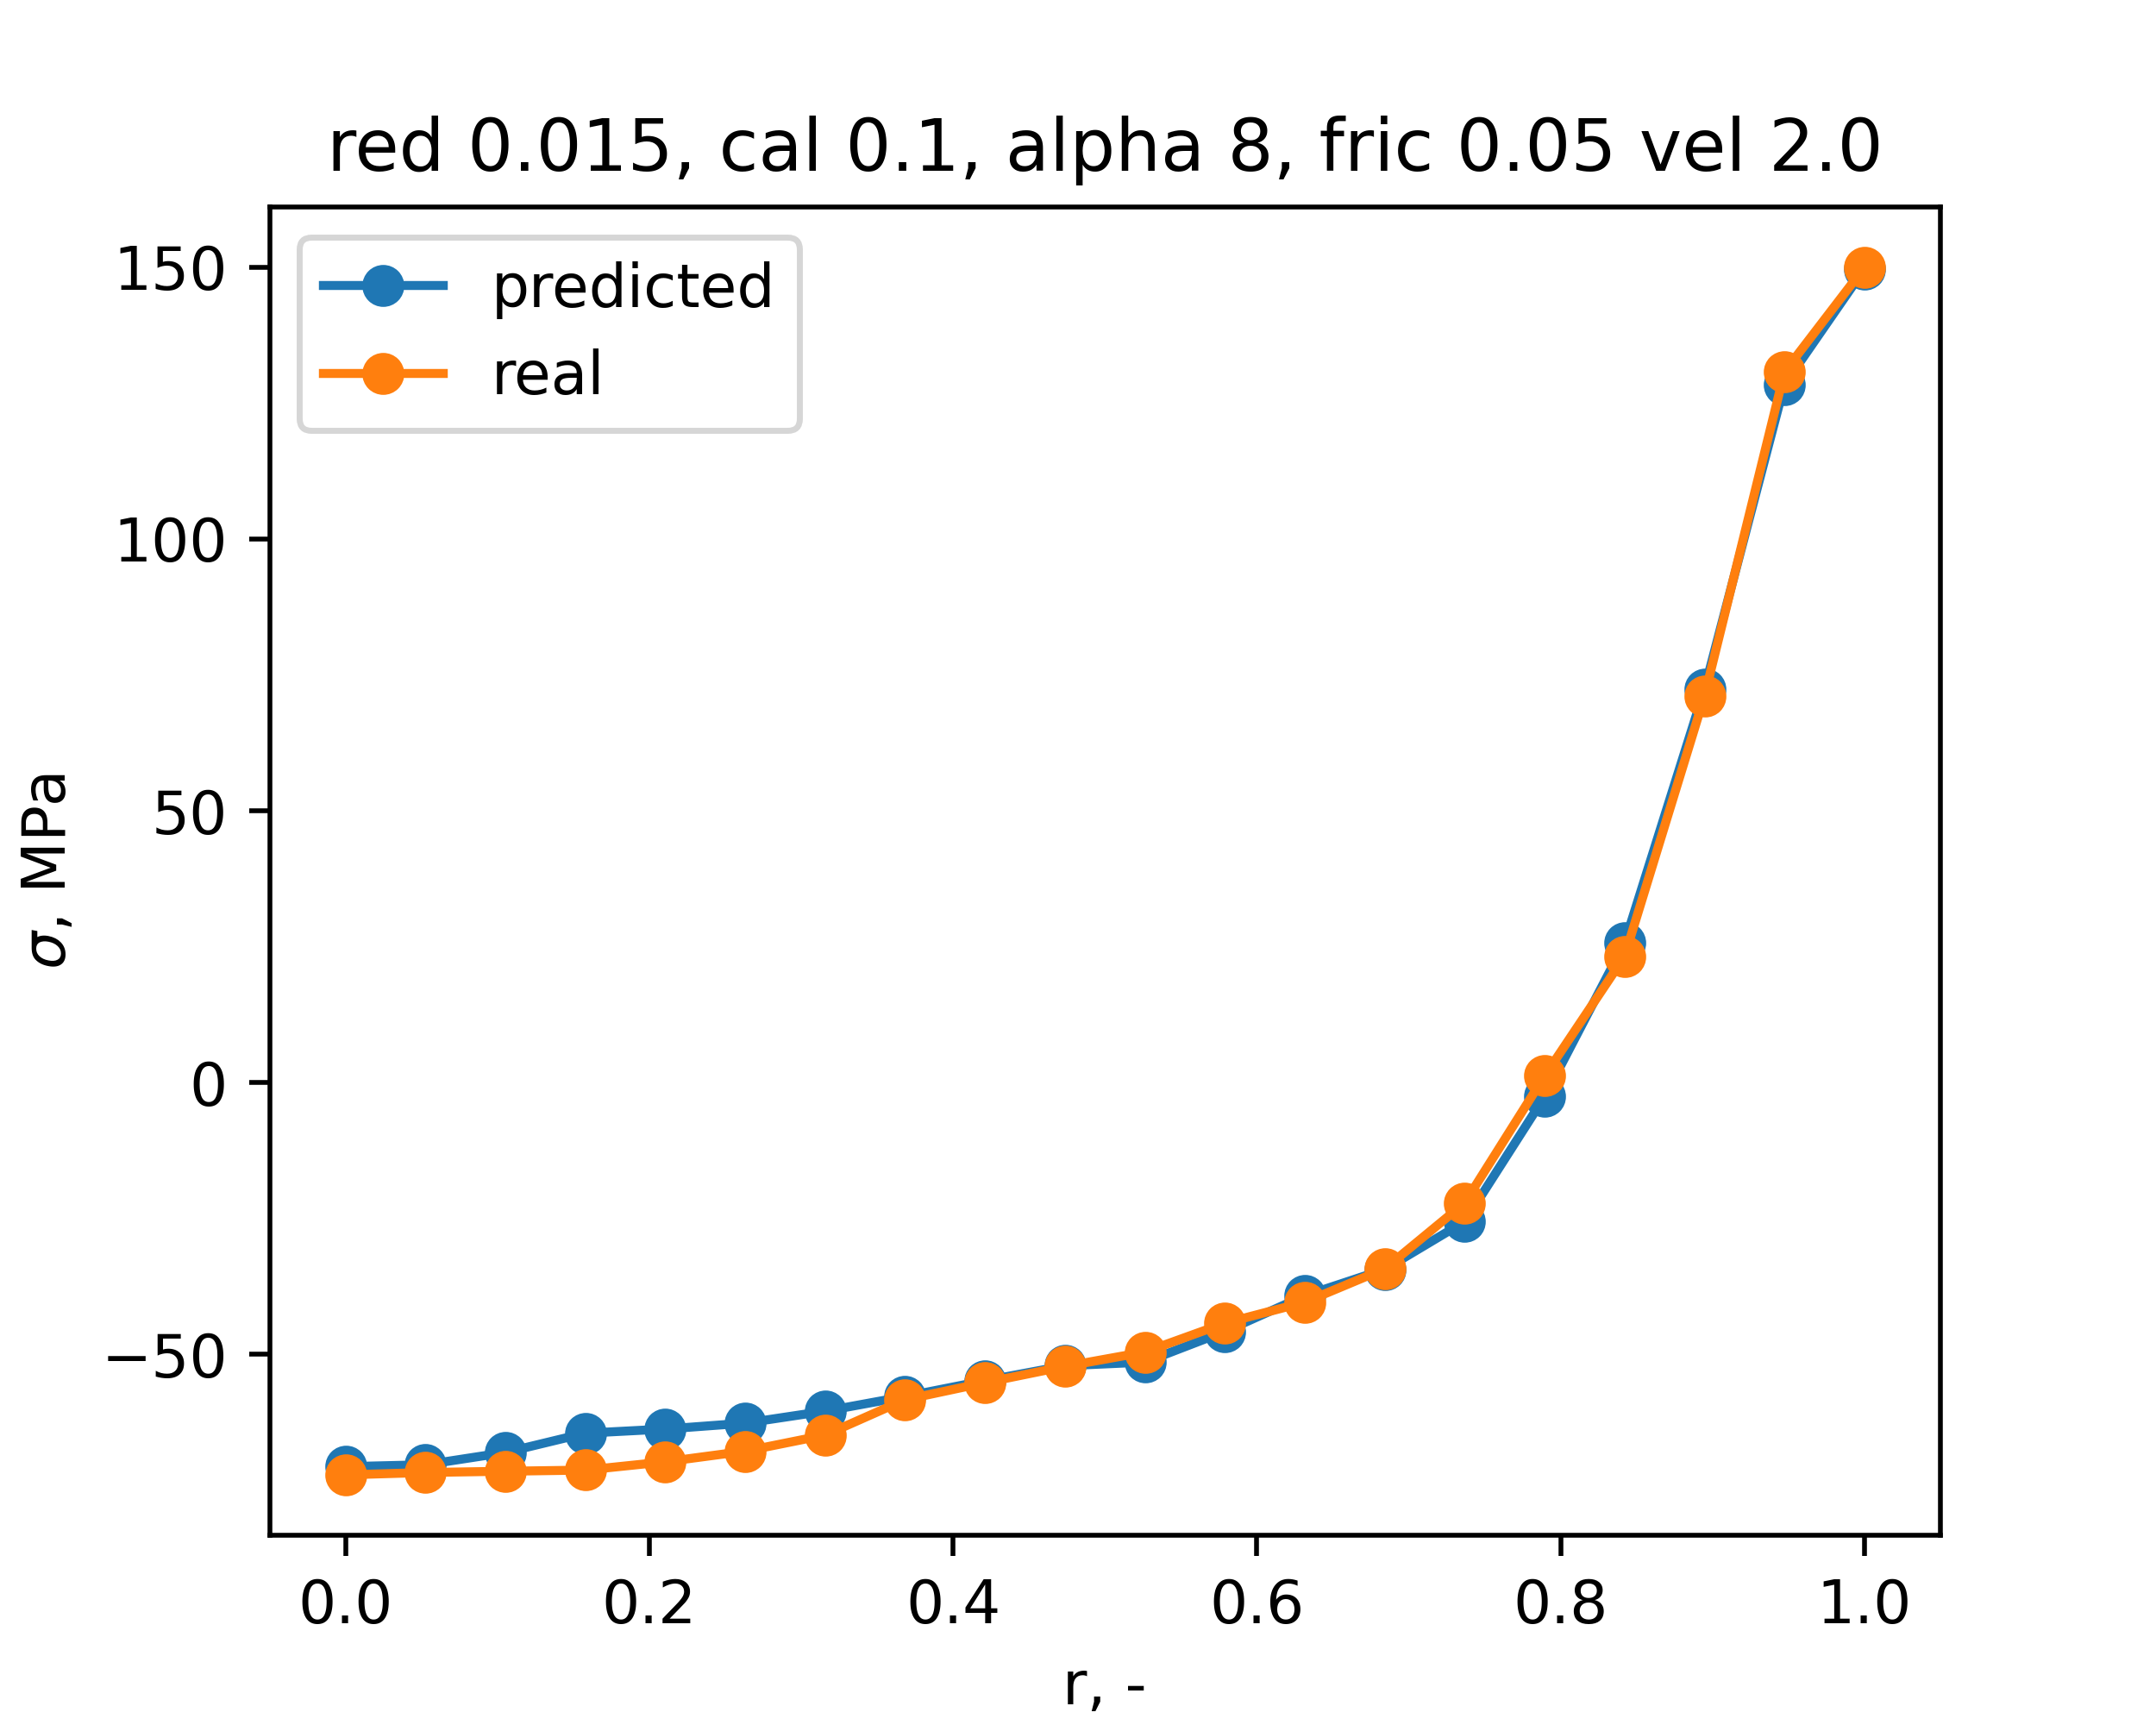 red 0.015, cal 0.1, alpha 8, fric 0.05 vel 2.0
predicted
real
150
100
50
0
−50
σ, MPa
0.0 0.2 0.4 0.6 0.8 1.0
r, -